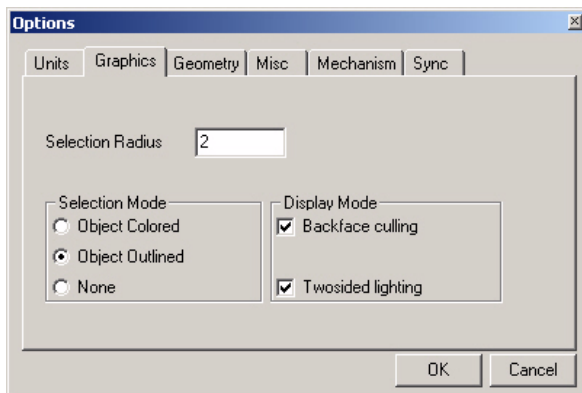 Options
Units Graphics Geometry Misc Mechanism Sync
Selection Radius 2
Selection Mode
Object Colored
Object Outlined
None
Display Mode
Backface culling
Twosided lighting
OK Cancel